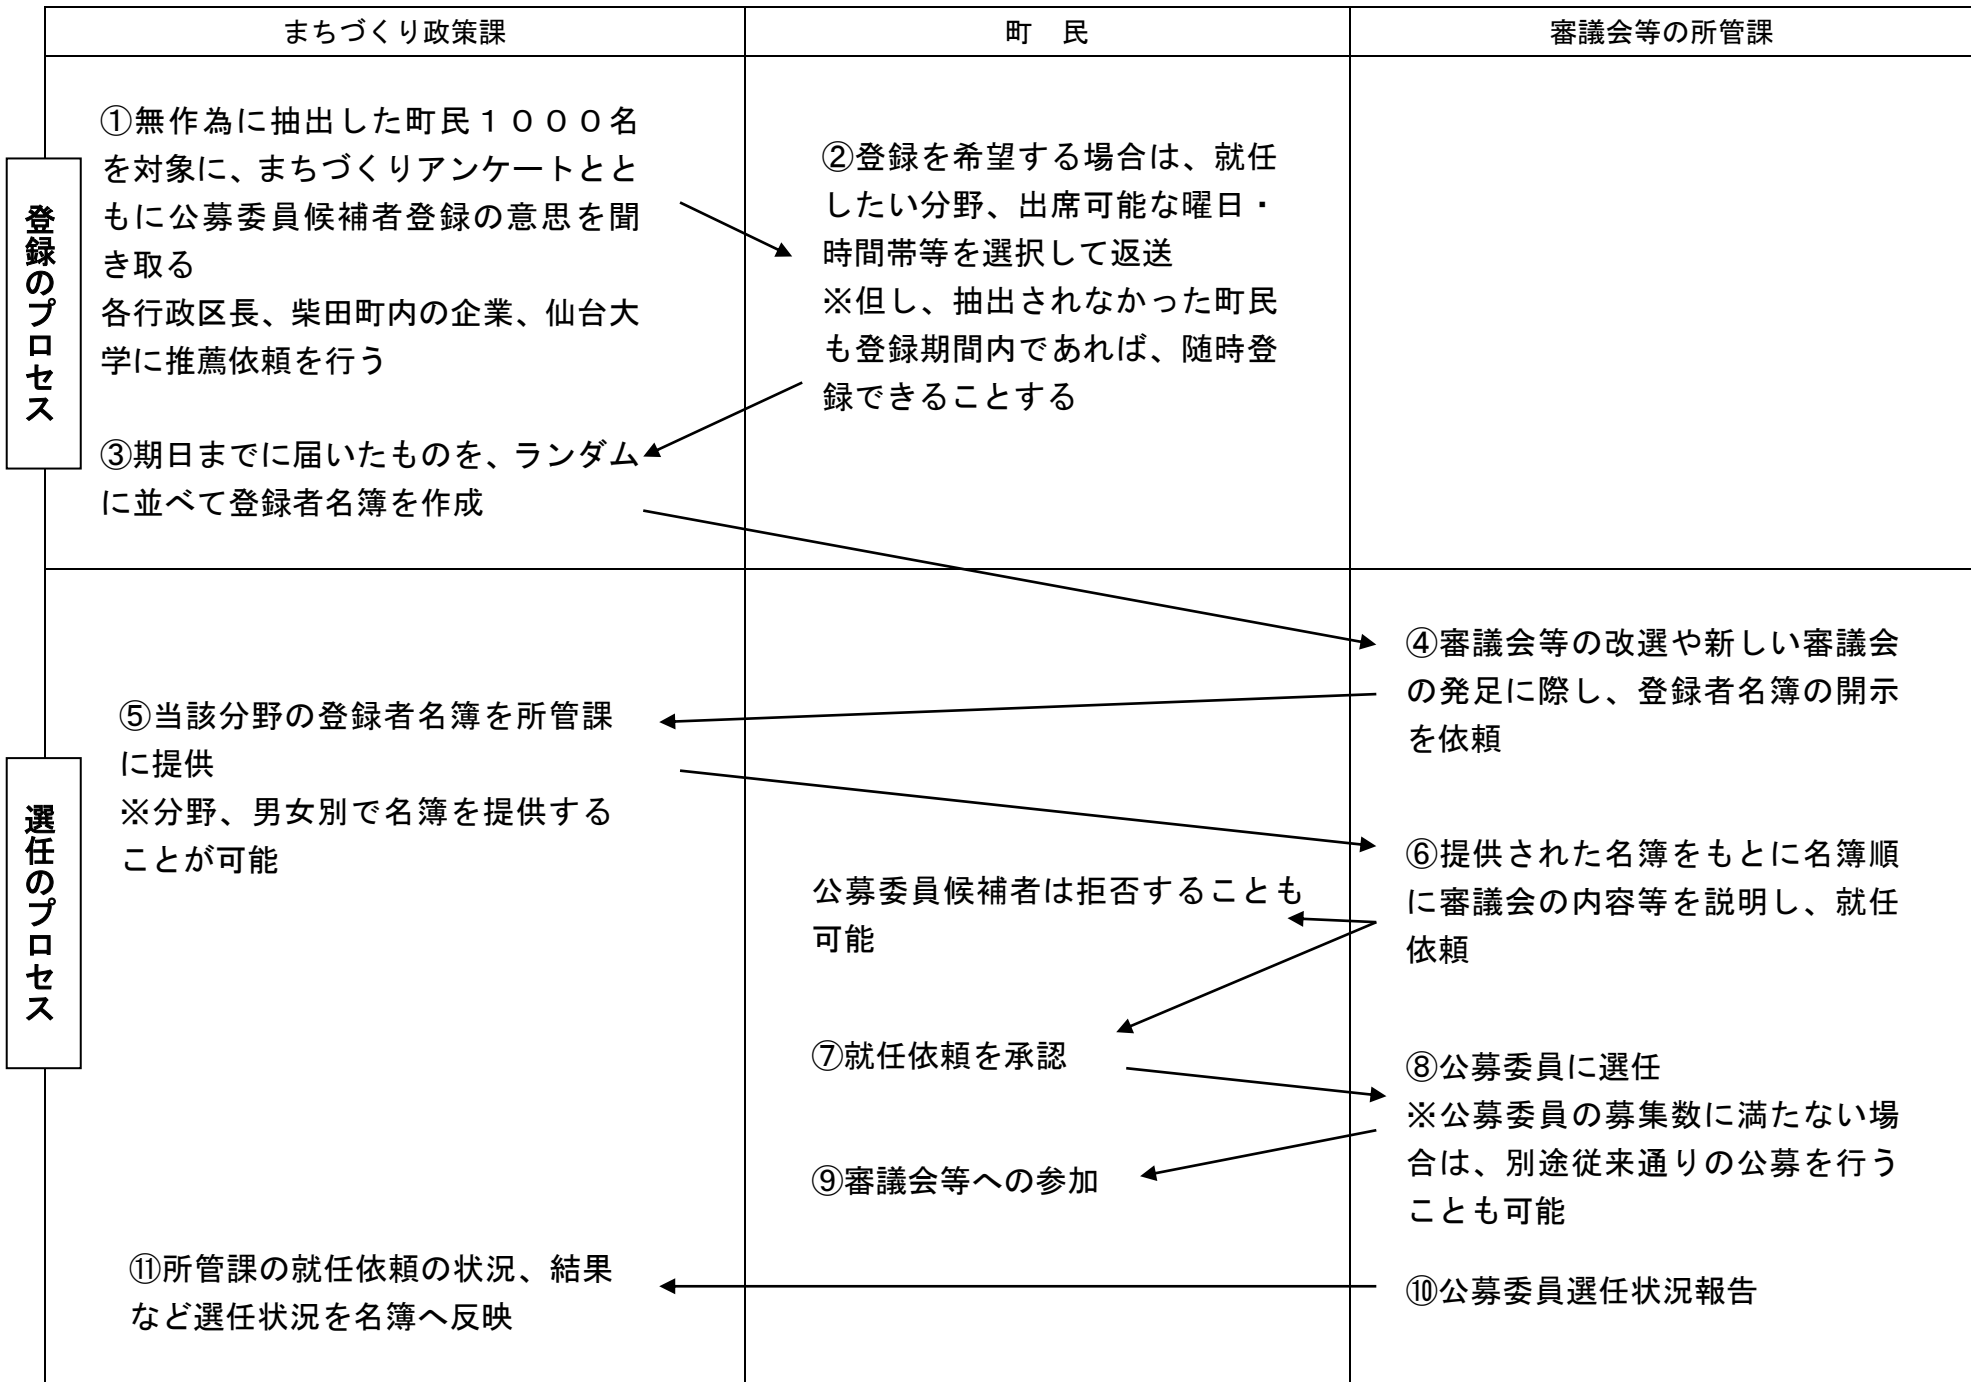 まちづくり政策課
町　民
審議会等の所管課
登録のプロセス
①無作為に抽出した町民１０００名
を対象に、まちづくりアンケートとと
もに公募委員候補者登録の意思を聞
き取る
各行政区長、柴田町内の企業、仙台大
学に推薦依頼を行う
②登録を希望する場合は、就任
したい分野、出席可能な曜日・
時間帯等を選択して返送
※但し、抽出されなかった町民
も登録期間内であれば、随時登
録できることする
③期日までに届いたものを、ランダム
に並べて登録者名簿を作成
選任のプロセス
④審議会等の改選や新しい審議会
の発足に際し、登録者名簿の開示
を依頼
⑤当該分野の登録者名簿を所管課
に提供
※分野、男女別で名簿を提供する
ことが可能
⑥提供された名簿をもとに名簿順
に審議会の内容等を説明し、就任
依頼
公募委員候補者は拒否することも
可能
⑦就任依頼を承認
⑧公募委員に選任
※公募委員の募集数に満たない場
合は、別途従来通りの公募を行う
ことも可能
⑨審議会等への参加
⑩公募委員選任状況報告
⑪所管課の就任依頼の状況、結果
など選任状況を名簿へ反映